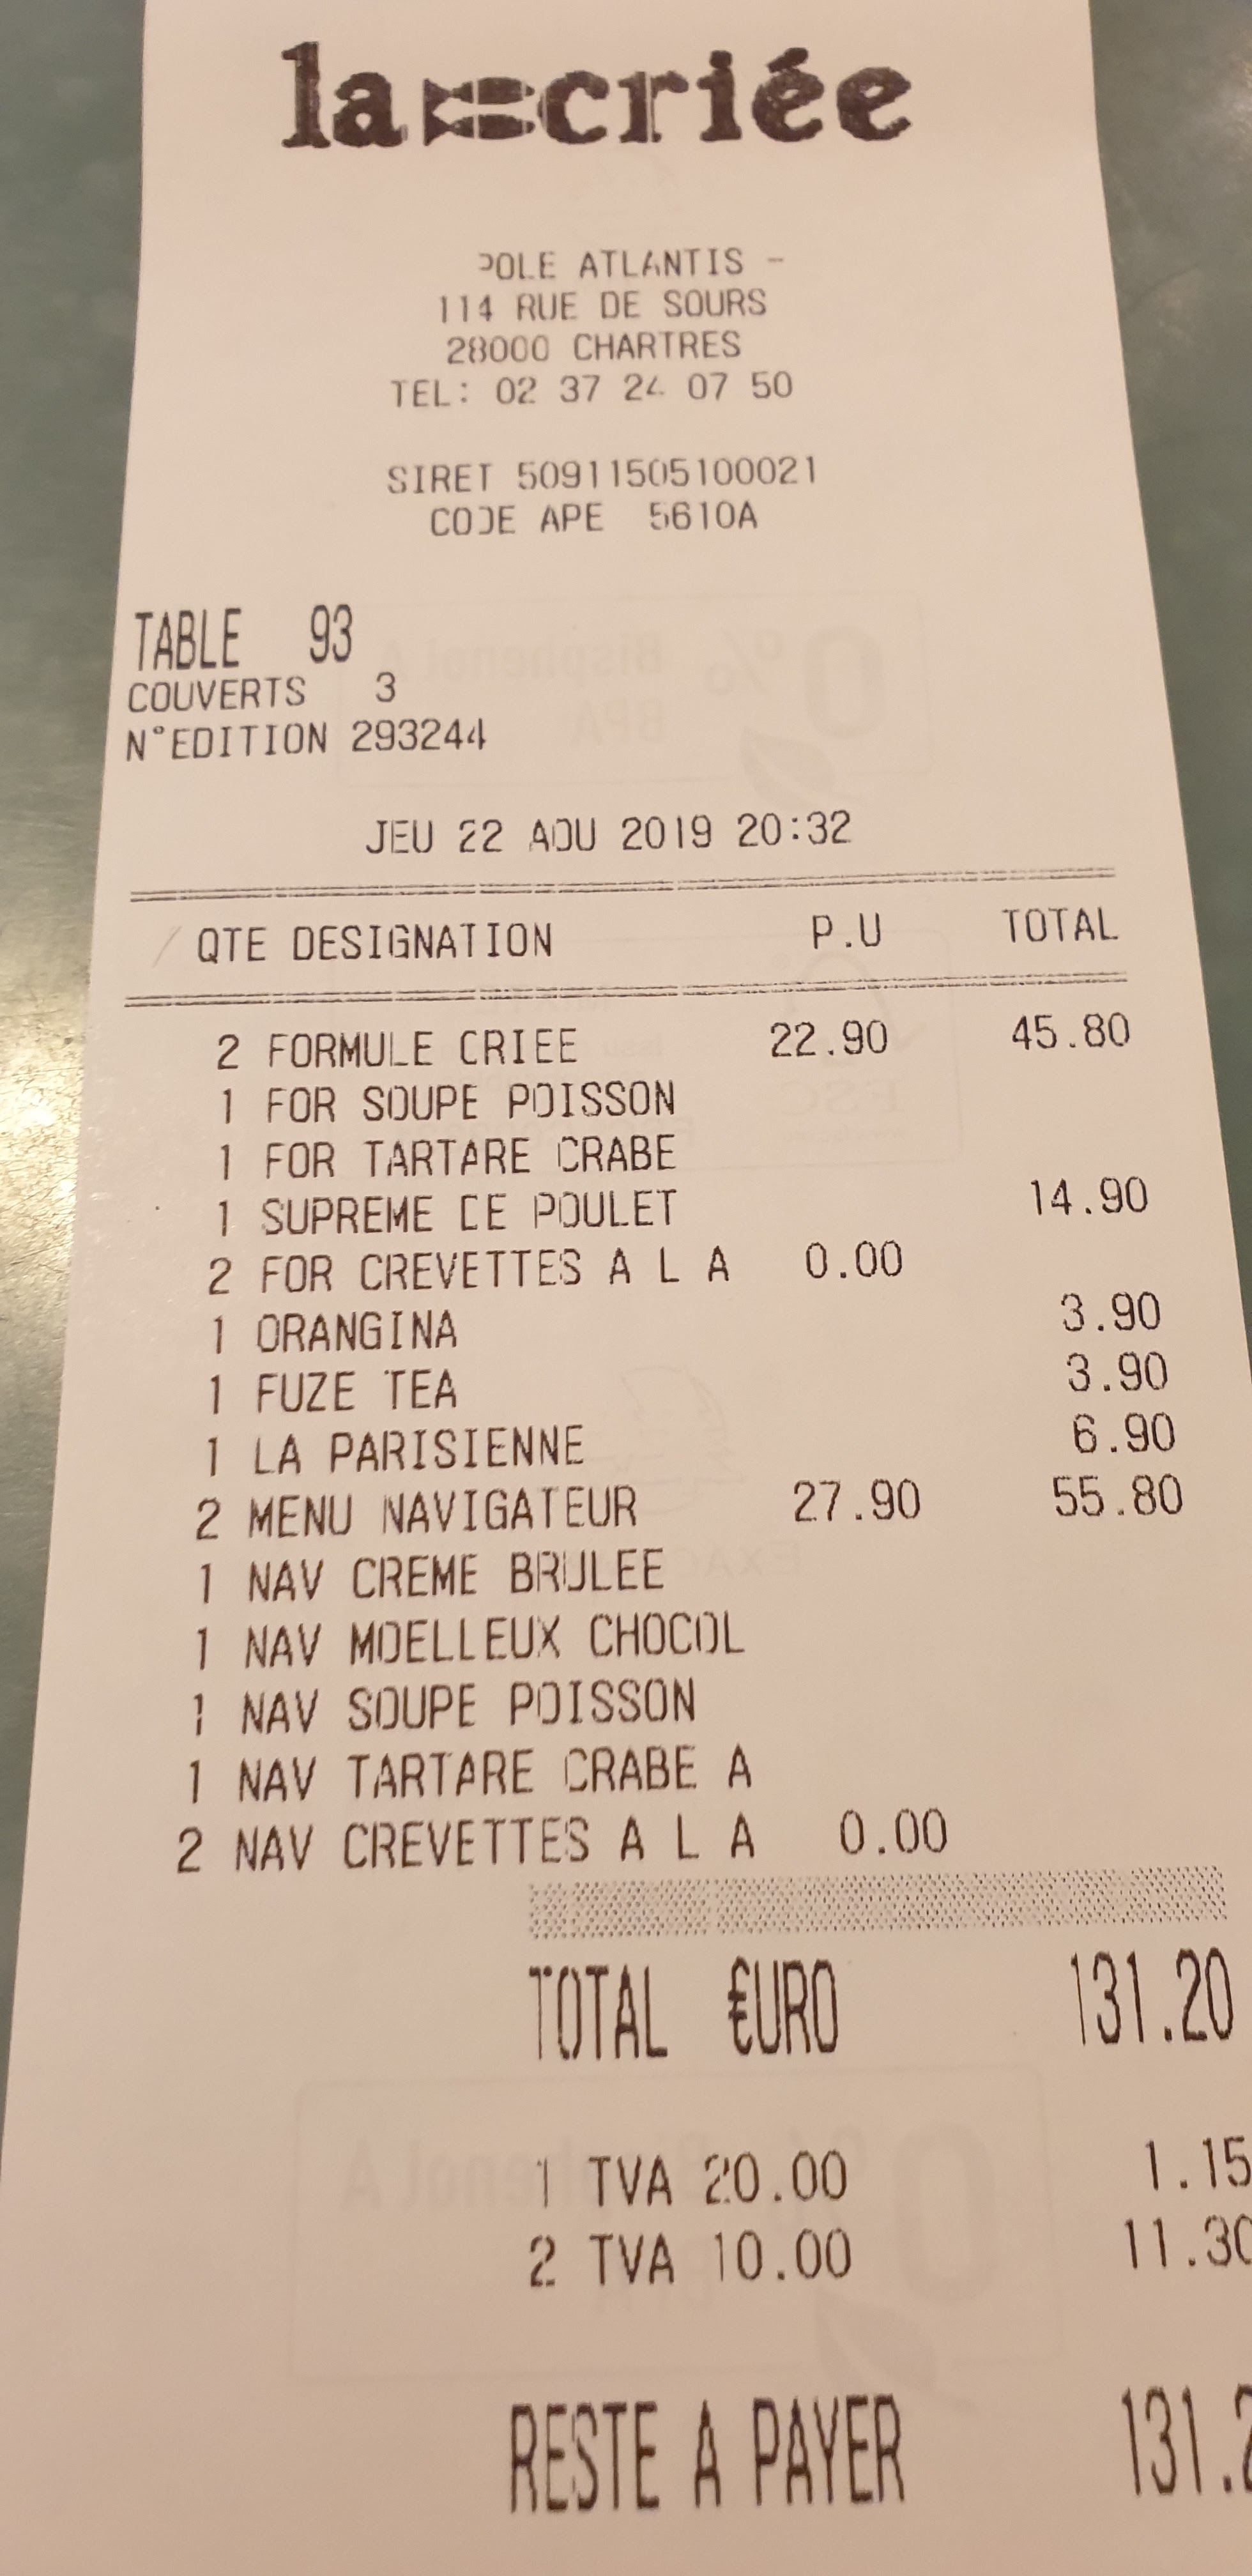 la criée
POLE ATLANTIS -
114 RUE DE SOURS
28000 CHARTRES
TEL: 02 37 24 07 50
SIRET 50911505100021
CODE APE 5610A
TABLE 93
COUVERTS 3
N°EDITION 293244
JEU 22 AOU 2019 20:32
QTE DESIGNATION P.U TOTAL
2 FORMULE CRIEE 22.90 45.80
1 FOR SOUPE POISSON
1 FOR TARTARE CRABE
1 SUPREME DE POULET 14.90
2 FOR CREVETTES A L A 0.00
1 ORANGINA 3.90
1 FUZE TEA 3.90
1 LA PARISIENNE 6.90
2 MENU NAVIGATEUR 27.90 55.80
1 NAV CREME BRULEE
1 NAV MOELLEUX CHOCOL
1 NAV SOUPE POISSON
1 NAV TARTARE CRABE A
2 NAV CREVETTES A L A 0.00
TOTAL €URO 131.20
1 TVA 20.00 1.15
2 TVA 10.00 11.30
RESTE A PAYER 131.2